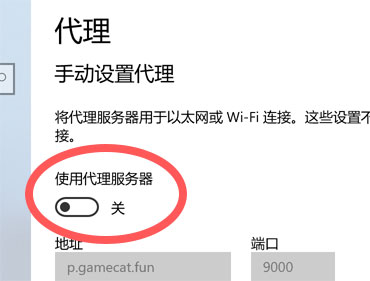 代理
手动设置代理
将代理服务器用于以太网或 Wi-Fi 连接。这些设置不
接。
使用代理服务器
关
地址 端口
p.gamecat.fun 9000